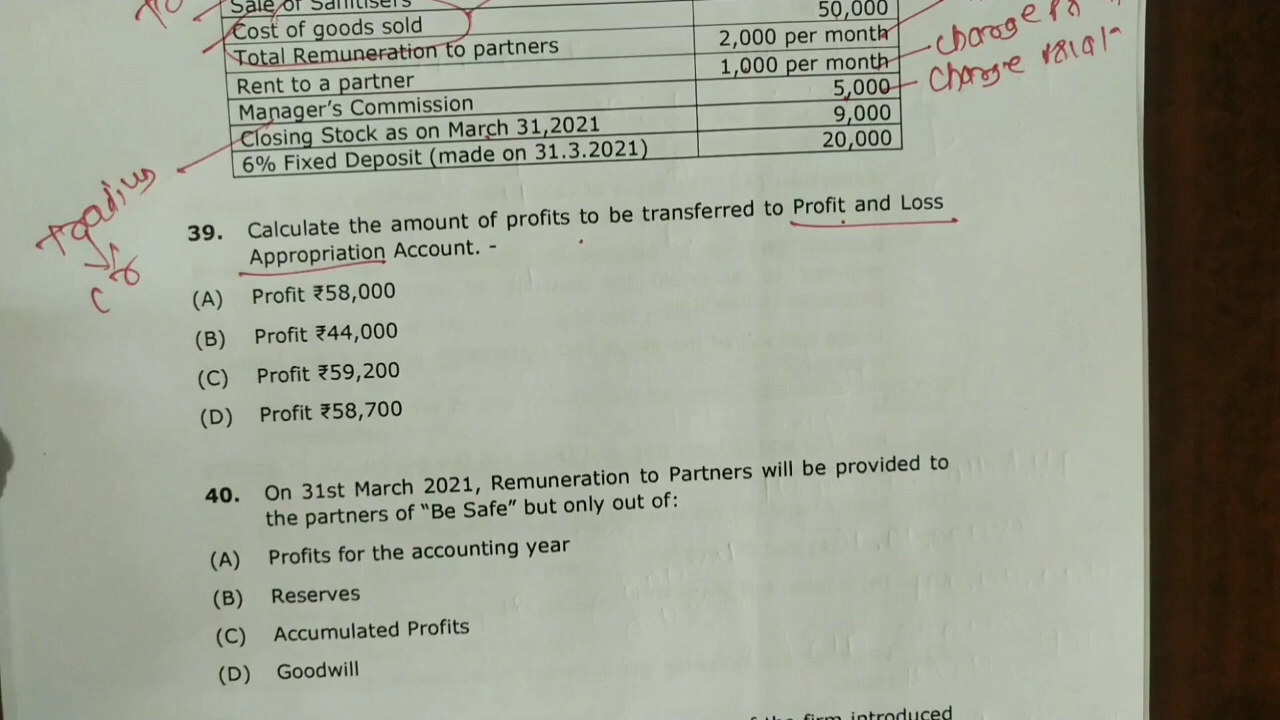 Sale of Sanitisers
Cost of goods sold 50,000
Total Remuneration to partners 2,000 per month
Rent to a partner 1,000 per month
Manager's Commission 5,000
Closing Stock as on March 31,2021 9,000
6% Fixed Deposit (made on 31.3.2021) 20,000
charge
charge
39. Calculate the amount of profits to be transferred to Profit and Loss
Appropriation Account. -
(A) Profit ₹58,000
(B) Profit ₹44,000
(C) Profit ₹59,200
(D) Profit ₹58,700
40. On 31st March 2021, Remuneration to Partners will be provided to
the partners of "Be Safe" but only out of:
(A) Profits for the accounting year
(B) Reserves
(C) Accumulated Profits
(D) Goodwill
firm introduced